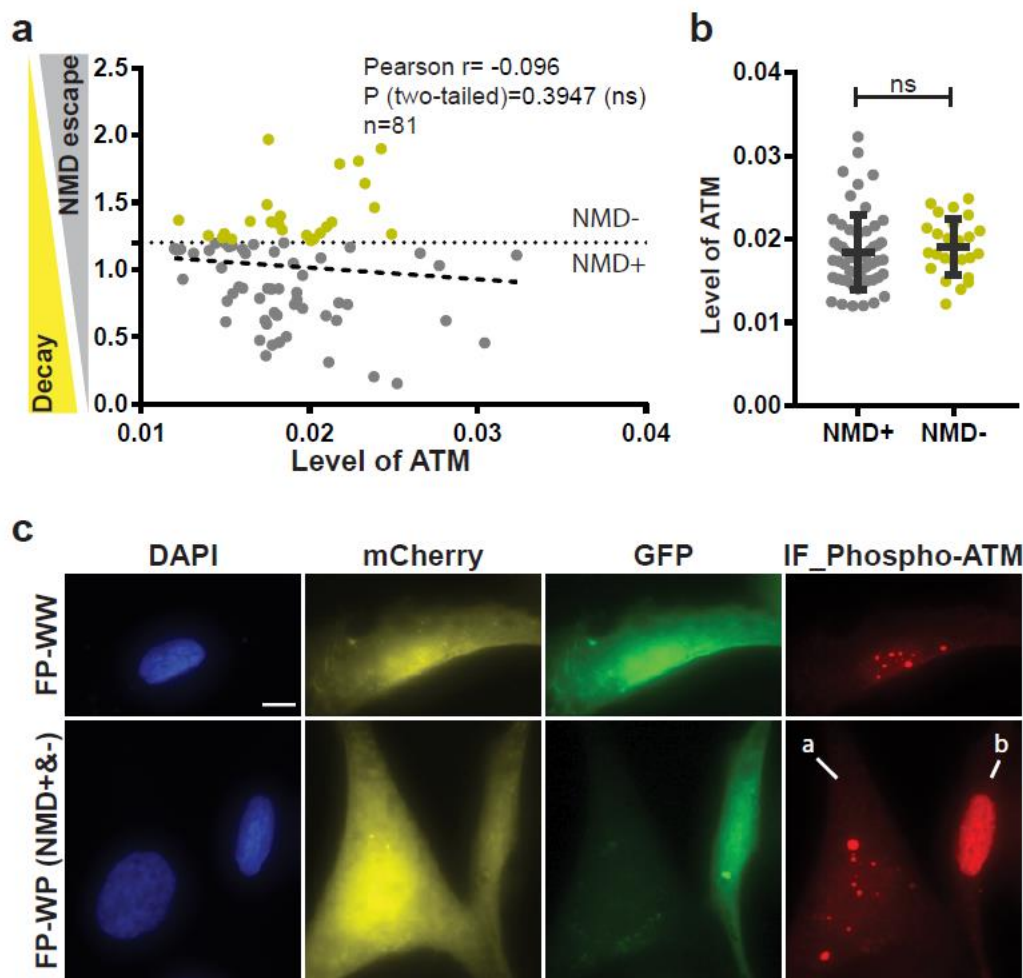 a
Decay
NMD escape
2.5
2.0
1.5
1.0
0.5
0.0
Pearson r= -0.096
P (two-tailed)=0.3947 (ns)
n=81
NMD-
NMD+
0.01
0.02
0.03
0.04
Level of ATM
b
Level of ATM
0.04
0.03
0.02
0.01
0.00
ns
NMD+
NMD-
c
DAPI
mCherry
GFP
IF_Phospho-ATM
FP-WW
FP-WP (NMD+&-)
a
b